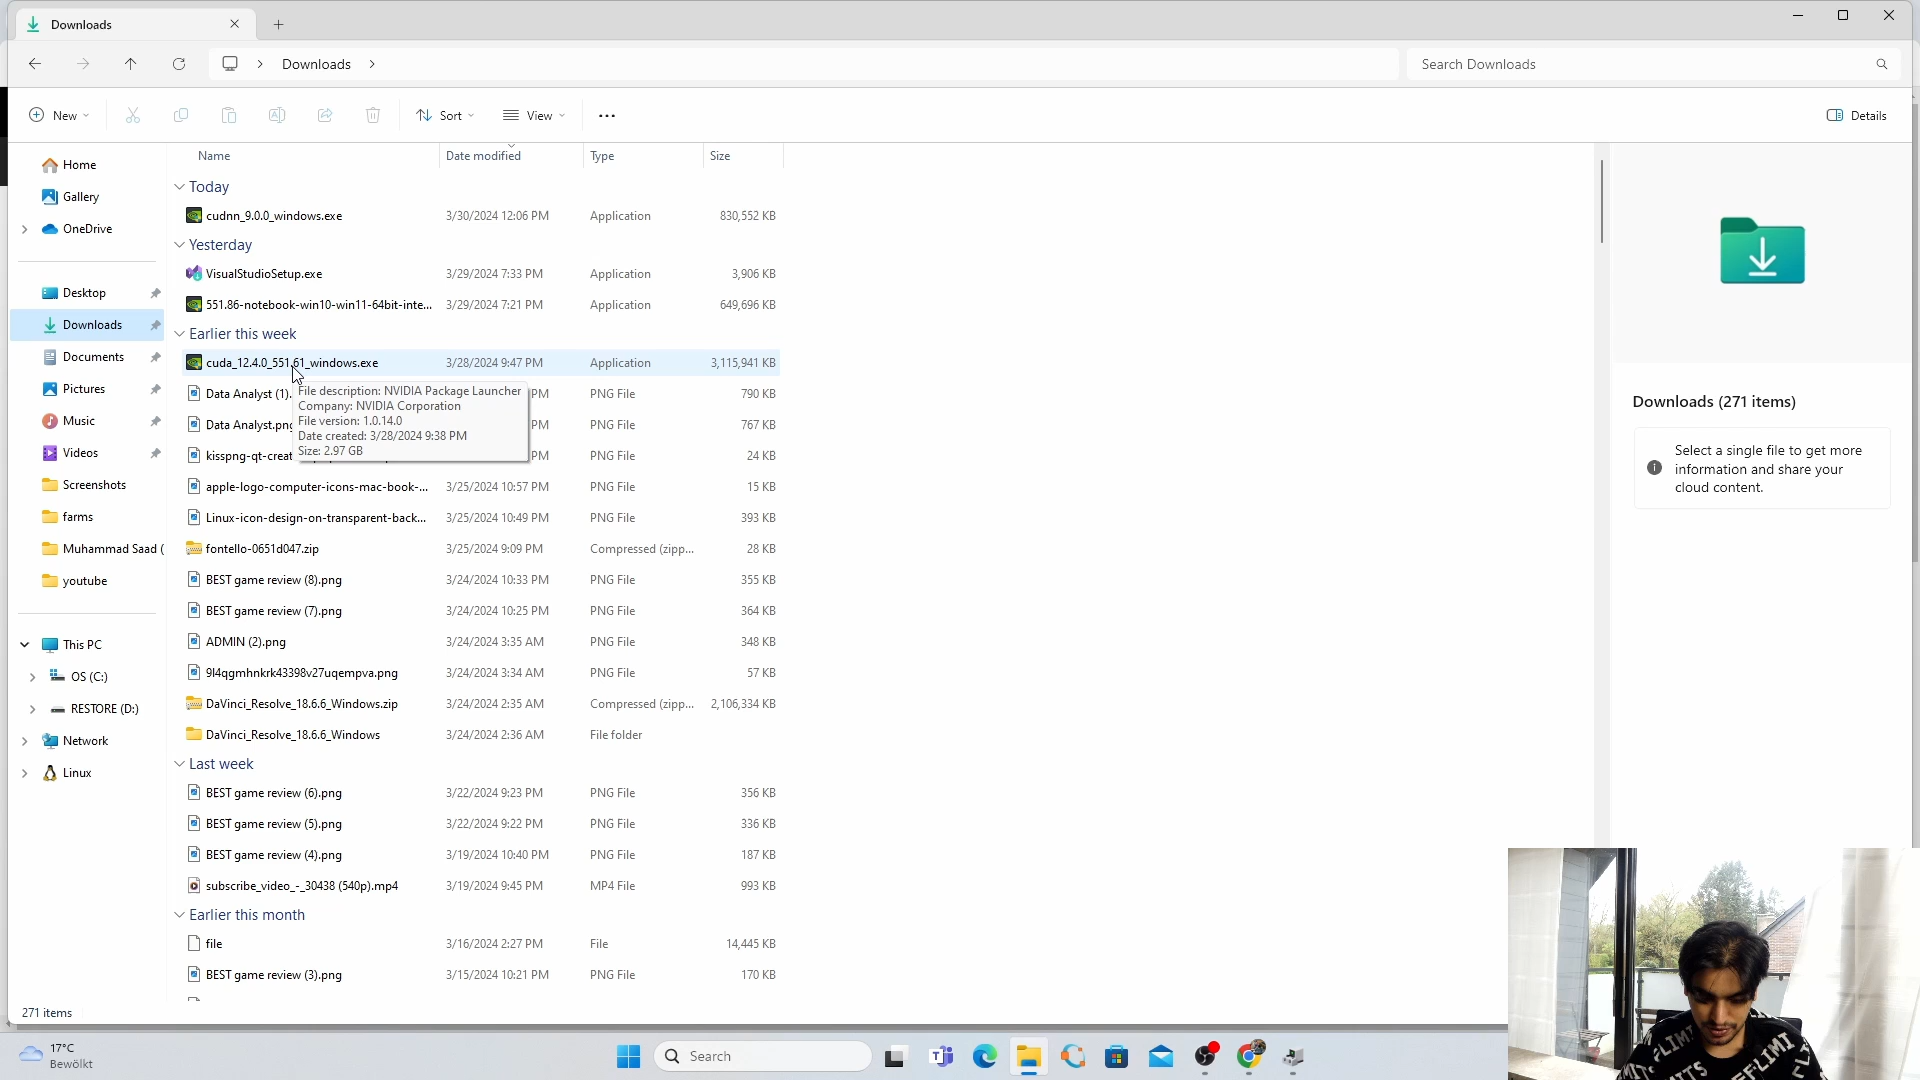 Downloads
Downloads
Search Downloads
New
Sort
View
Details
Home
Gallery
OneDrive
Desktop
Downloads
Documents
Pictures
Music
Videos
Screenshots
farms
Muhammad Saad (
youtube
This PC
OS (C:)
RESTORE (D:)
Network
Linux
Name Date modified Type Size
Today
cudnn_9.0.0_windows.exe 3/30/2024 12:06 PM Application 830,552 KB
Yesterday
VisualStudioSetup.exe 3/29/2024 7:33 PM Application 3,906 KB
551.86-notebook-win10-win11-64bit-inte... 3/29/2024 7:21 PM Application 649,696 KB
Earlier this week
cuda_12.4.0_551.61_windows.exe 3/28/2024 9:47 PM Application 3,115,941 KB
Data Analyst (1). PM PNG File 790 KB
Data Analyst.png PM PNG File 767 KB
kisspng-qt-creat PM PNG File 24 KB
File description: NVIDIA Package Launcher
Company: NVIDIA Corporation
File version: 1.0.14.0
Date created: 3/28/2024 9:38 PM
Size: 2.97 GB
apple-logo-computer-icons-mac-book-... 3/25/2024 10:57 PM PNG File 15 KB
Linux-icon-design-on-transparent-back... 3/25/2024 10:49 PM PNG File 393 KB
fontello-0651d047.zip 3/25/2024 9:09 PM Compressed (zipp... 28 KB
BEST game review (8).png 3/24/2024 10:33 PM PNG File 355 KB
BEST game review (7).png 3/24/2024 10:25 PM PNG File 364 KB
ADMIN (2).png 3/24/2024 3:35 AM PNG File 348 KB
9l4qgmhnkrk43398v27uqempva.png 3/24/2024 3:34 AM PNG File 57 KB
DaVinci_Resolve_18.6.6_Windows.zip 3/24/2024 2:35 AM Compressed (zipp... 2,106,334 KB
DaVinci_Resolve_18.6.6_Windows 3/24/2024 2:36 AM File folder
Last week
BEST game review (6).png 3/22/2024 9:23 PM PNG File 356 KB
BEST game review (5).png 3/22/2024 9:22 PM PNG File 336 KB
BEST game review (4).png 3/19/2024 10:40 PM PNG File 187 KB
subscribe_video_-_30438 (540p).mp4 3/19/2024 9:45 PM MP4 File 993 KB
Earlier this month
file 3/16/2024 2:27 PM File 14,445 KB
BEST game review (3).png 3/15/2024 10:21 PM PNG File 170 KB
Downloads (271 items)
Select a single file to get more
information and share your
cloud content.
271 items
17°C
Bewölkt
Search